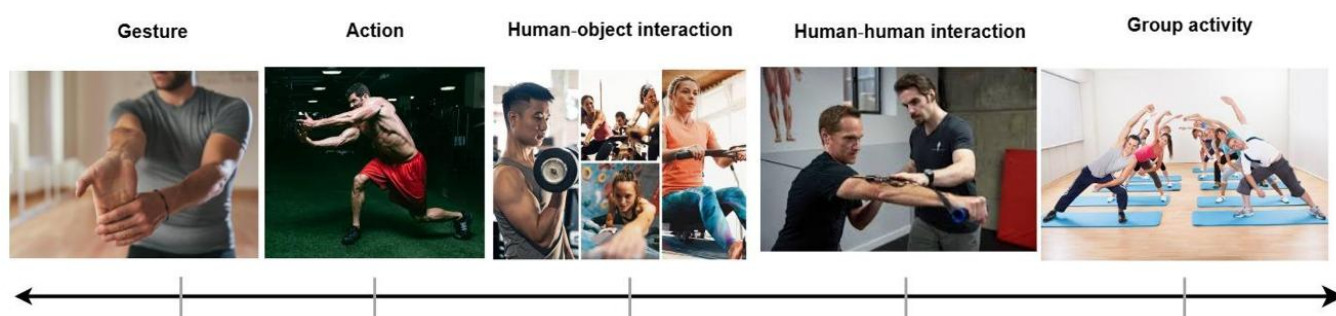 Gesture
Action
Human-object interaction
Human-human interaction
Group activity